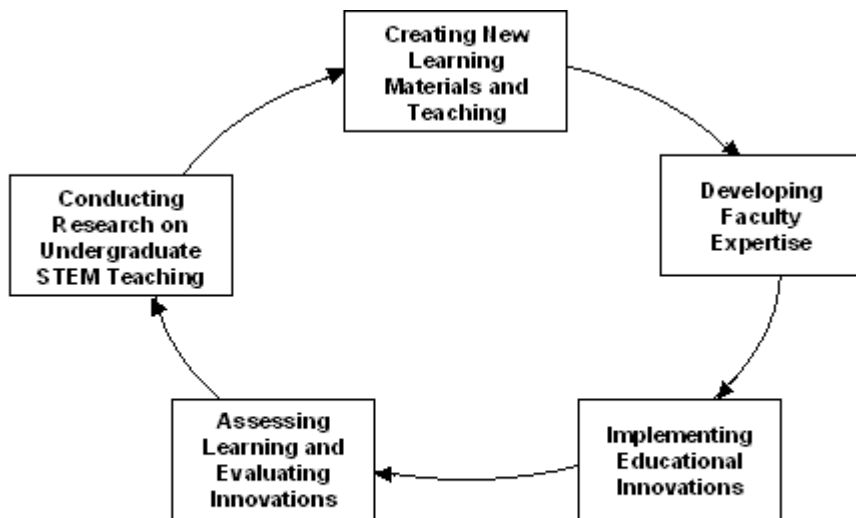 Creating New
Learning
Materials and
Teaching
Developing
Faculty
Expertise
Implementing
Educational
Innovations
Assessing
Learning and
Evaluating
Innovations
Conducting
Research on
Undergraduate
STEM Teaching